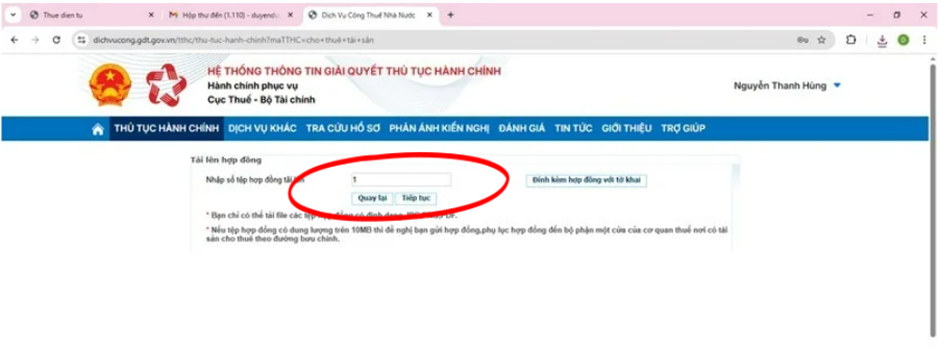 Thue dien tu
Hộp thư đến (1.110) - duyend
Dịch Vụ Công Thuế Nhà Nước
dichvucong.gdt.gov.vn/tthc/thu-tuc-hanh-chinh?maTTHC=cho+thuê+tài+sản
HỆ THỐNG THÔNG TIN GIẢI QUYẾT THỦ TỤC HÀNH CHÍNH
Hành chính phục vụ
Cục Thuế - Bộ Tài chính
Nguyễn Thanh Hùng
THỦ TỤC HÀNH CHÍNH DỊCH VỤ KHÁC TRA CỨU HỒ SƠ PHẢN ÁNH KIẾN NGHỊ ĐÁNH GIÁ TIN TỨC GIỚI THIỆU TRỢ GIÚP
Tải lên hợp đồng
Nhập số tệp hợp đồng tải lên 1 Đính kèm hợp đồng với tờ khai
Quay lại Tiếp tục
* Bạn chỉ có thể tải file các tệp hợp đồng có định dạng
* Nếu tệp hợp đồng có dung lượng trên 10MB thì đề nghị bạn gửi hợp đồng,phụ lục hợp đồng đến bộ phận một cửa của cơ quan thuế nơi có tài
sản cho thuê theo đường bưu chính.